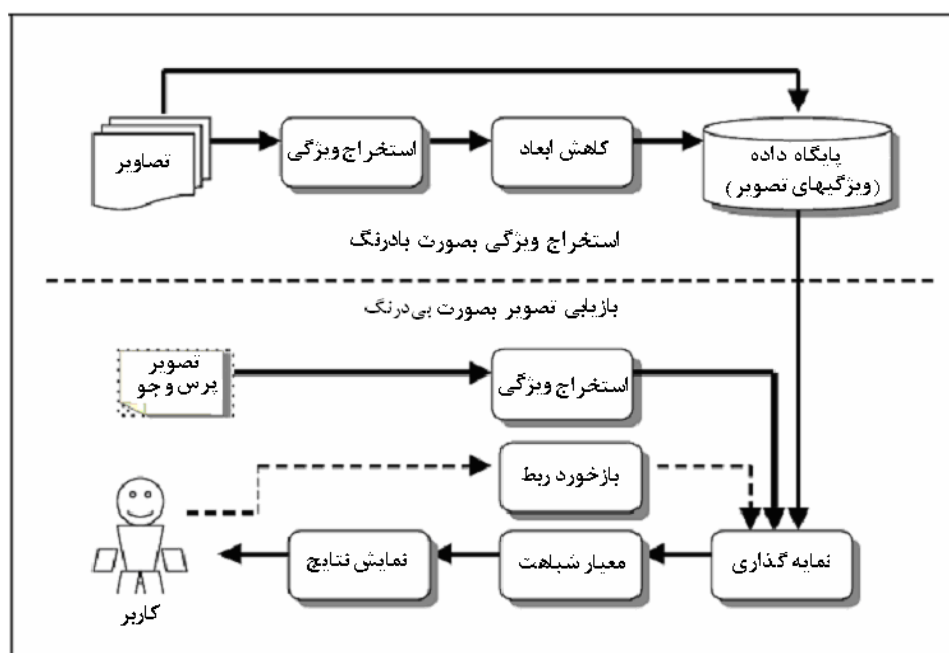 تصاویر
استخراج ویژگی
کاهش ابعاد
پایگاه داده
(ویژگیهای تصویر)
استخراج ویژگی بصورت بادرنگ
بازیابی تصویر بصورت بی‌درنگ
تصویر
پرس و جو
استخراج ویژگی
بازخورد ربط
نمایه گذاری
معیار شباهت
نمایش نتایج
کاربر